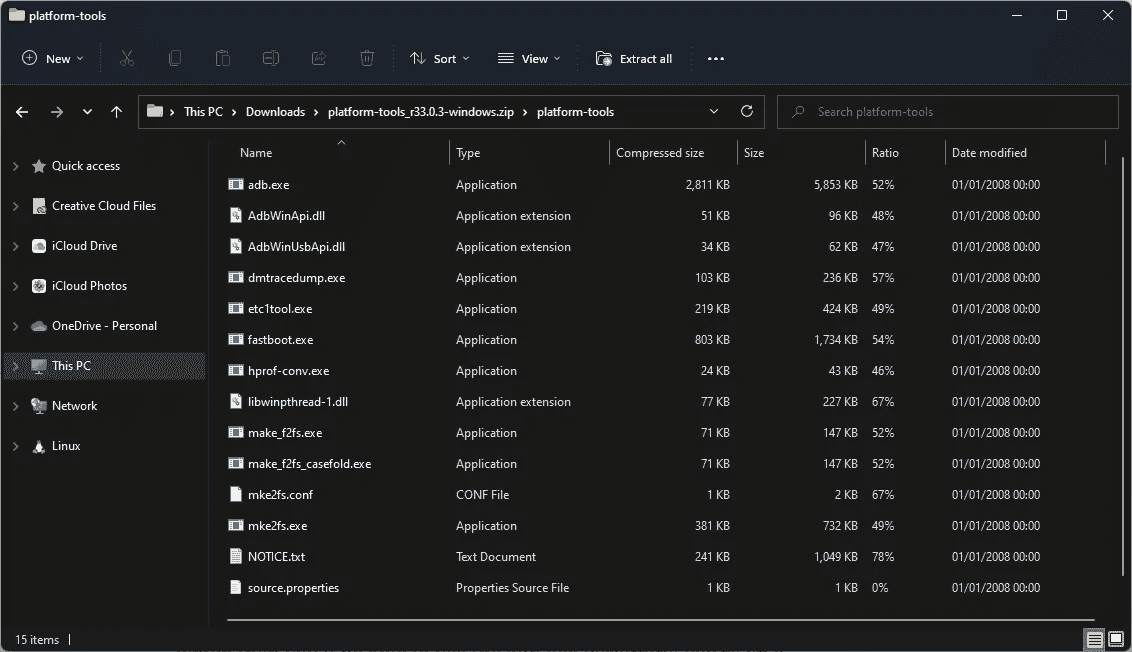 platform-tools
New Sort View Extract all
This PC Downloads platform-tools_r33.0.3-windows.zip platform-tools Search platform-tools
Name Type Compressed size Size Ratio Date modified
Quick access
Creative Cloud Files
iCloud Drive
iCloud Photos
OneDrive - Personal
This PC
Network
Linux
adb.exe Application 2,811 KB 5,853 KB 52% 01/01/2008 00:00
AdbWinApi.dll Application extension 51 KB 96 KB 48% 01/01/2008 00:00
AdbWinUsbApi.dll Application extension 34 KB 62 KB 47% 01/01/2008 00:00
dmtracedump.exe Application 103 KB 236 KB 57% 01/01/2008 00:00
etc1tool.exe Application 219 KB 424 KB 49% 01/01/2008 00:00
fastboot.exe Application 803 KB 1,734 KB 54% 01/01/2008 00:00
hprof-conv.exe Application 24 KB 43 KB 46% 01/01/2008 00:00
libwinpthread-1.dll Application extension 77 KB 227 KB 67% 01/01/2008 00:00
make_f2fs.exe Application 71 KB 147 KB 52% 01/01/2008 00:00
make_f2fs_casefold.exe Application 71 KB 147 KB 52% 01/01/2008 00:00
mke2fs.conf CONF File 1 KB 2 KB 67% 01/01/2008 00:00
mke2fs.exe Application 381 KB 732 KB 49% 01/01/2008 00:00
NOTICE.txt Text Document 241 KB 1,049 KB 78% 01/01/2008 00:00
source.properties Properties Source File 1 KB 1 KB 0% 01/01/2008 00:00
15 items